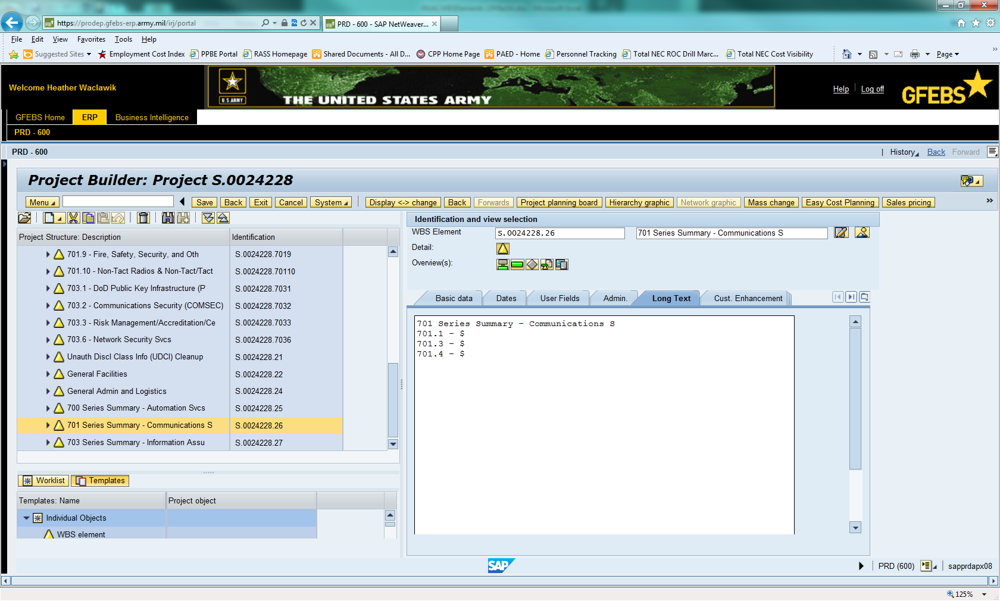 https://prodep.gfebs-erp.army.mil/irj/portal
PRD - 600 - SAP NetWeaver...
File Edit View Favorites Tools Help
Suggested Sites Employment Cost Index PPBE Portal RASS Homepage Shared Documents - All D... CPP Home Page PAED - Home Personnel Tracking Total NEC ROC Drill Marc... Total NEC Cost Visibility Page
Welcome Heather Waclawik
U.S.ARMY
THE UNITED STATES ARMY
Help Log off
GFEBS
GFEBS Home ERP Business Intelligence
PRD - 600
PRD - 600
History Back Forward
Project Builder: Project S.0024228
Menu Save Back Exit Cancel System Display <-> change Back Forwards Project planning board Hierarchy graphic Network graphic Mass change Easy Cost Planning Sales pricing
Project Structure: Description Identification
701.9 - Fire, Safety, Security, and Oth S.0024228.7019
701.10 - Non-Tact Radios & Non-Tact/Tact S.0024228.70110
703.1 - DoD Public Key Infrastructure (P S.0024228.7031
703.2 - Communications Security (COMSEC) S.0024228.7032
703.3 - Risk Management/Accreditation/Ce S.0024228.7033
703.6 - Network Security Svcs S.0024228.7036
Unauth Discl Class Info (UDCI) Cleanup S.0024228.21
General Facilities S.0024228.22
General Admin and Logistics S.0024228.24
700 Series Summary - Automation Svcs S.0024228.25
701 Series Summary - Communications S S.0024228.26
703 Series Summary - Information Assu S.0024228.27
Worklist Templates
Templates: Name Project object
Individual Objects
WBS element
Identification and view selection
WBS Element S.0024228.26 701 Series Summary - Communications S
Detail:
Overview(s):
Basic data Dates User Fields Admin. Long Text Cust. Enhancement
701 Series Summary - Communications S
701.1 - $
701.3 - $
701.4 - $
SAP
PRD (600) sapprdapx08
125%